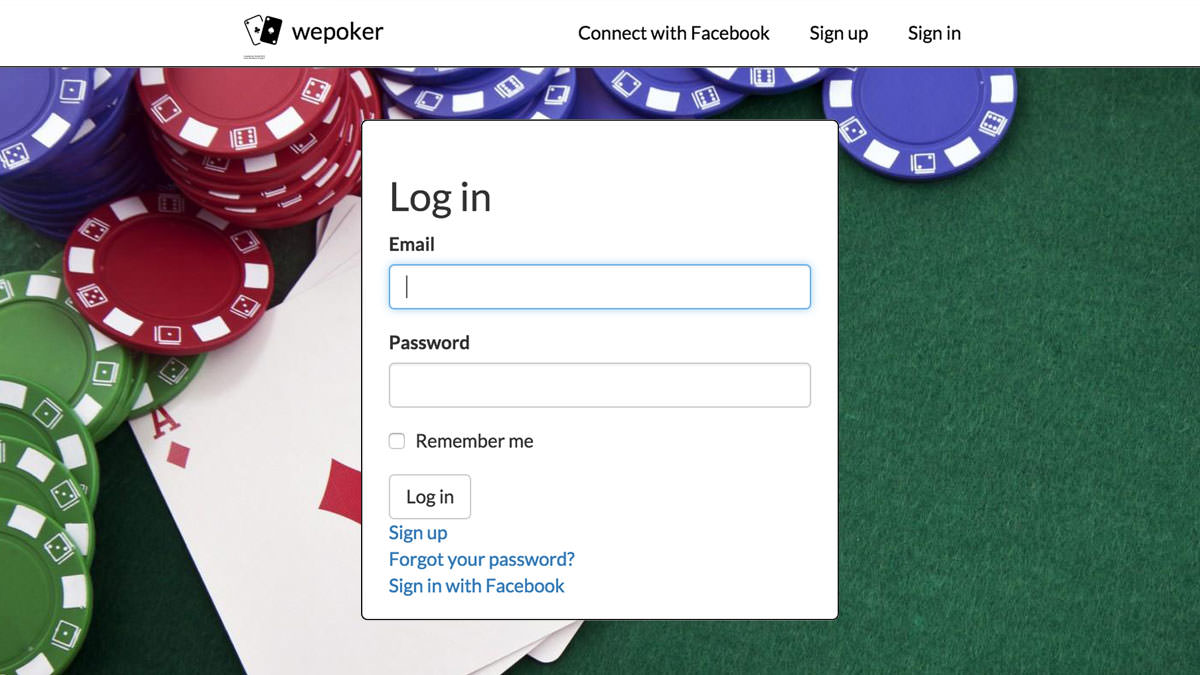 wepoker
Connect with Facebook
Sign up
Sign in
Log in
Email
Password
Remember me
Log in
Sign up
Forgot your password?
Sign in with Facebook
A